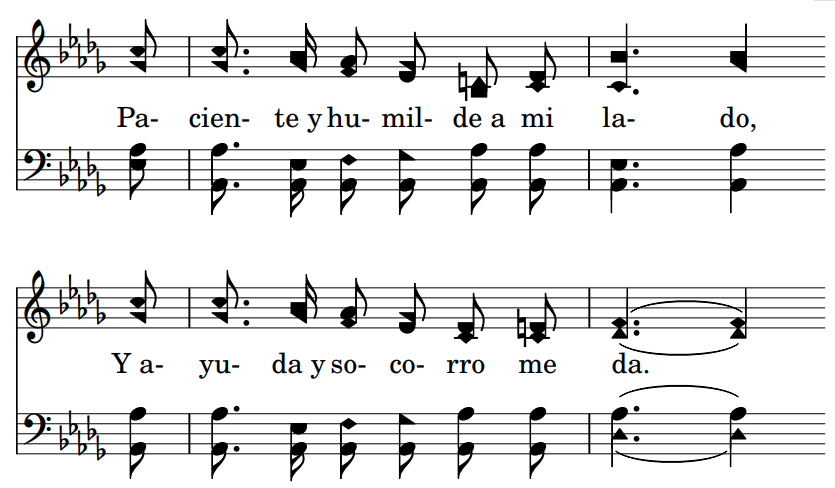 Pa- cien- te y hu- mil- de a mi la- do,
Y a- yu- da y so- co- rro me da.